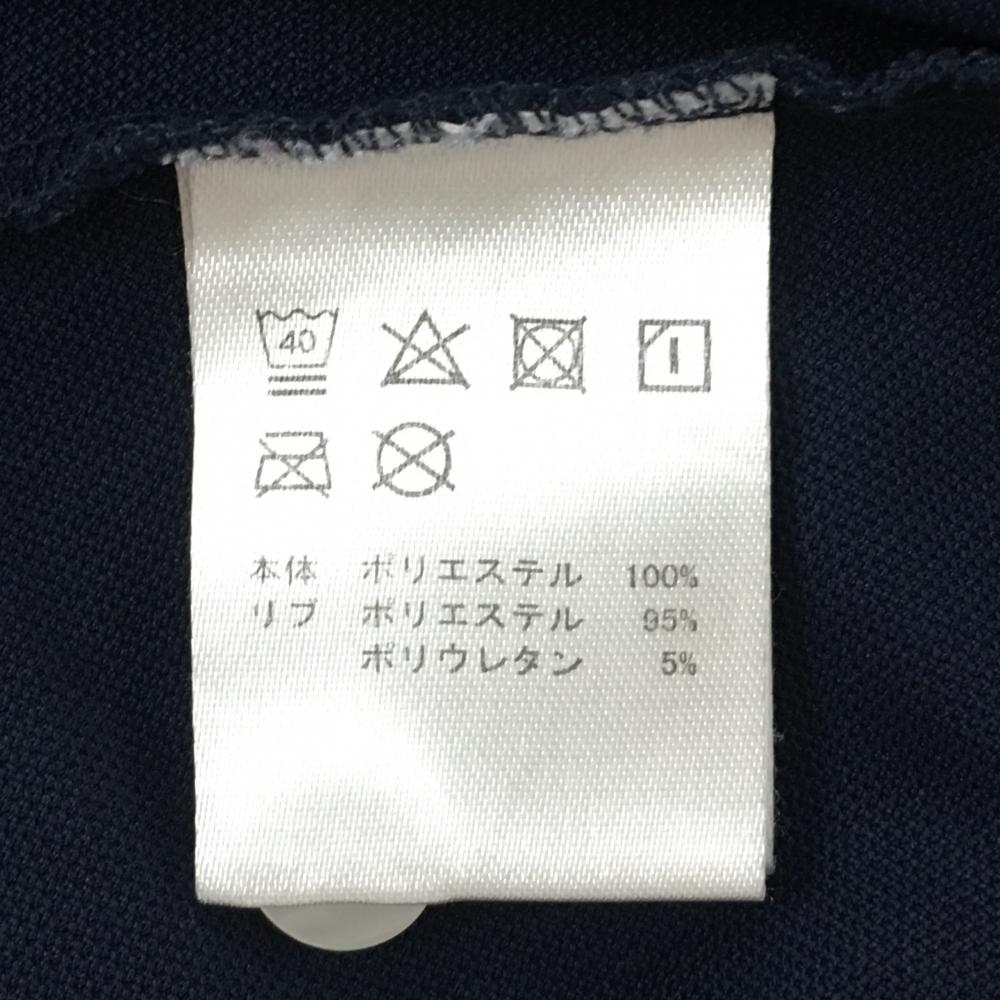 40
本体 ポリエステル 100%
リブ ポリエステル 95%
ポリウレタン 5%